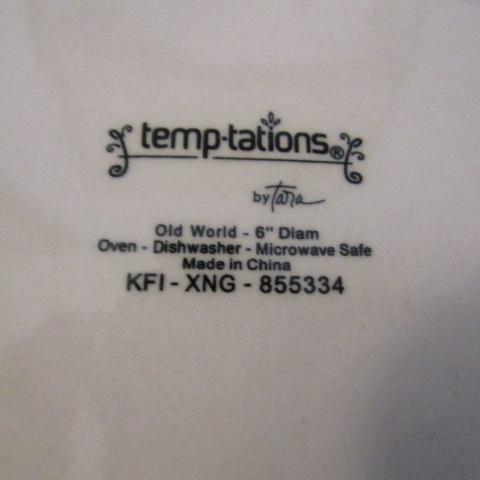 temp-tations®
by Tara
Old World - 6" Diam
Oven - Dishwasher - Microwave Safe
Made in China
KFI - XNG - 855334